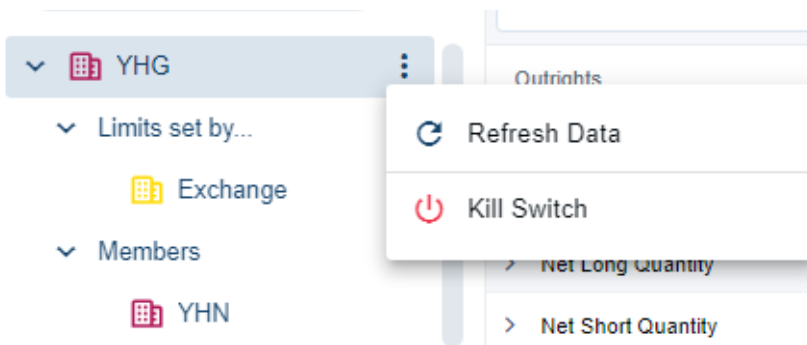 YHG
Outrights
Limits set by...
Refresh Data
Exchange
Kill Switch
Members
Net Long Quantity
YHN
Net Short Quantity